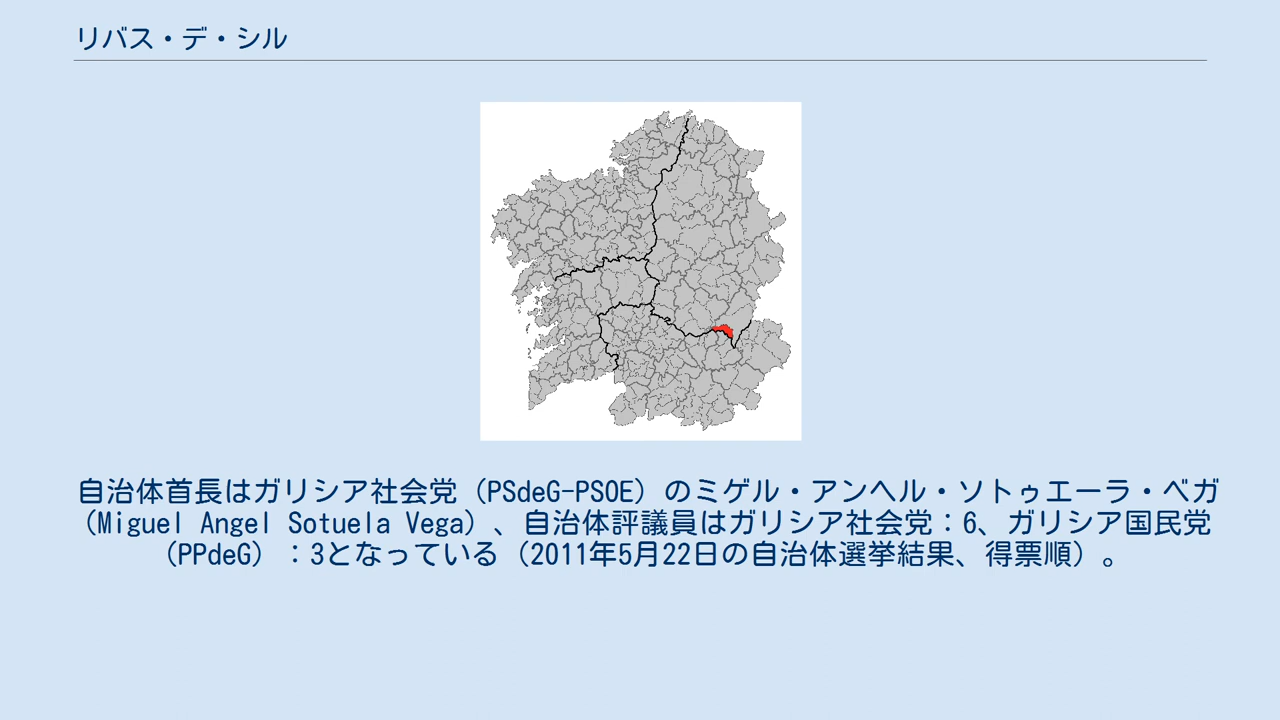 リバス・デ・シル
自治体首長はガリシア社会党（PSdeG-PSOE）のミゲル・アンヘル・ソトゥエーラ・ベガ
（Miguel Angel Sotuela Vega）、自治体評議員はガリシア社会党：6、ガリシア国民党
（PPdeG）：3となっている（2011年5月22日の自治体選挙結果、得票順）。